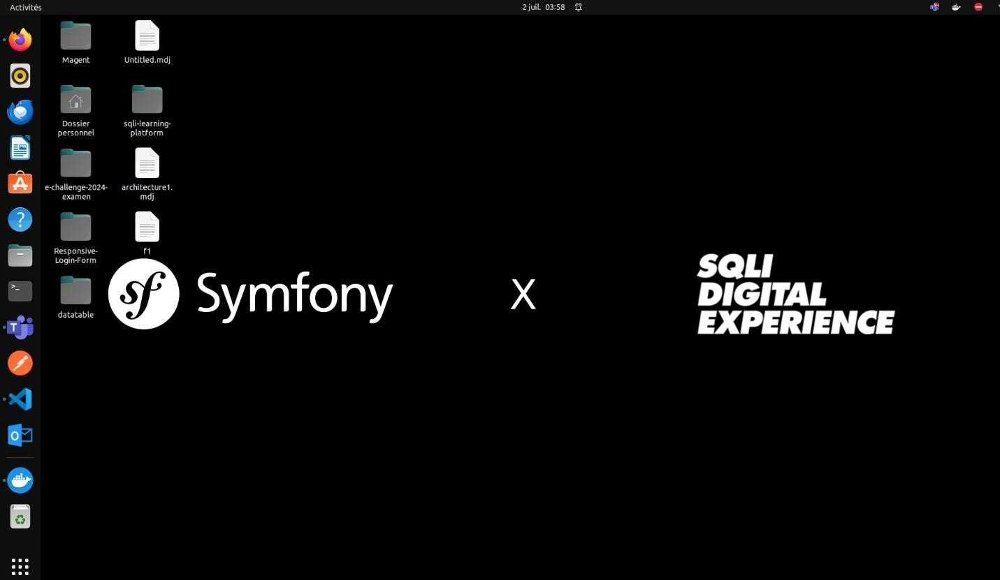 Activités
2 juil. 03:58
Magent
Untitled.mdj
Dossier
personnel
sqli-learning-
platform
e-challenge-2024-
examen
architecture1.
mdj
Responsive-
Login-Form
f1
datatable
sf Symfony
X
SQLI
DIGITAL
EXPERIENCE